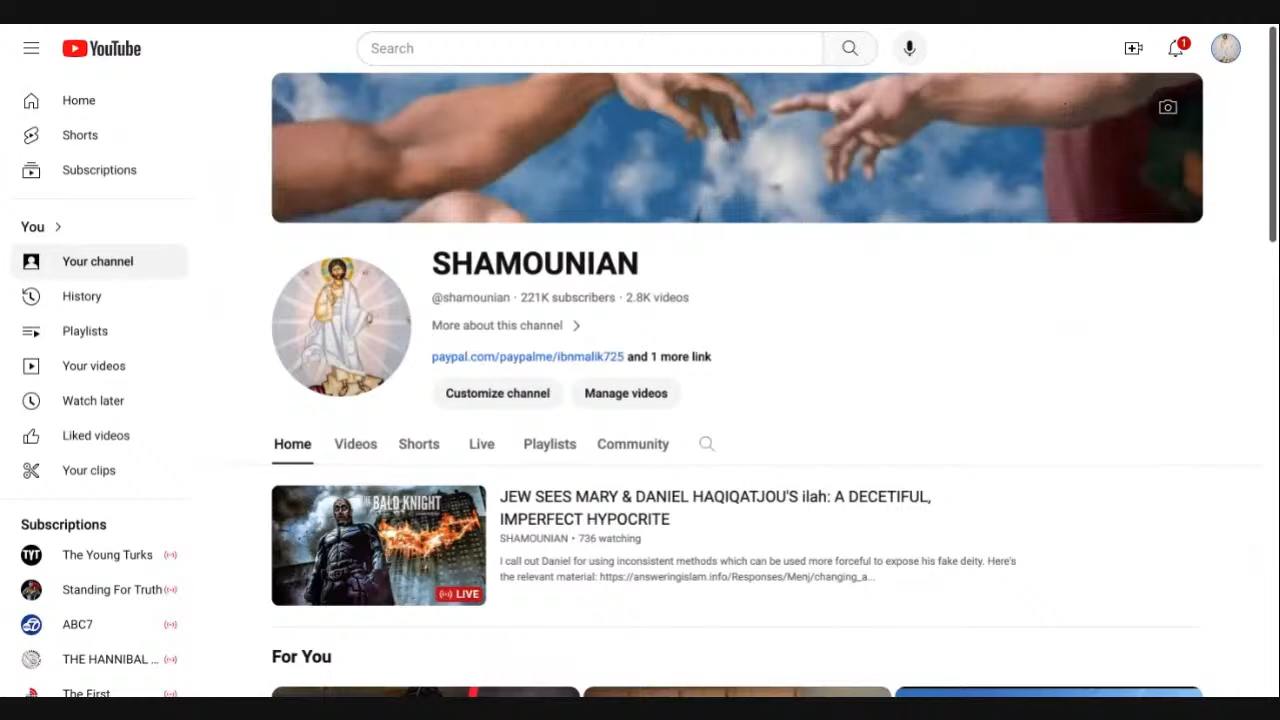 YouTube
Search
1
Home
Shorts
Subscriptions
You
Your channel
History
Playlists
Your videos
Watch later
Liked videos
Your clips
Subscriptions
TYT The Young Turks
Standing For Truth
ABC7
THE HANNIBAL ...
The First
SHAMOUNIAN
@shamounian · 221K subscribers · 2.8K videos
More about this channel
paypal.com/paypalme/ibnmalik725 and 1 more link
Customize channel
Manage videos
Home Videos Shorts Live Playlists Community
THE BALD KNIGHT
LIVE
JEW SEES MARY & DANIEL HAQIQATJOU'S ilah: A DECETIFUL,
IMPERFECT HYPOCRITE
SHAMOUNIAN • 736 watching
I call out Daniel for using inconsistent methods which can be used more forceful to expose his fake deity. Here's
the relevant material: https://answeringislam.info/Responses/Menj/changing_a...
For You